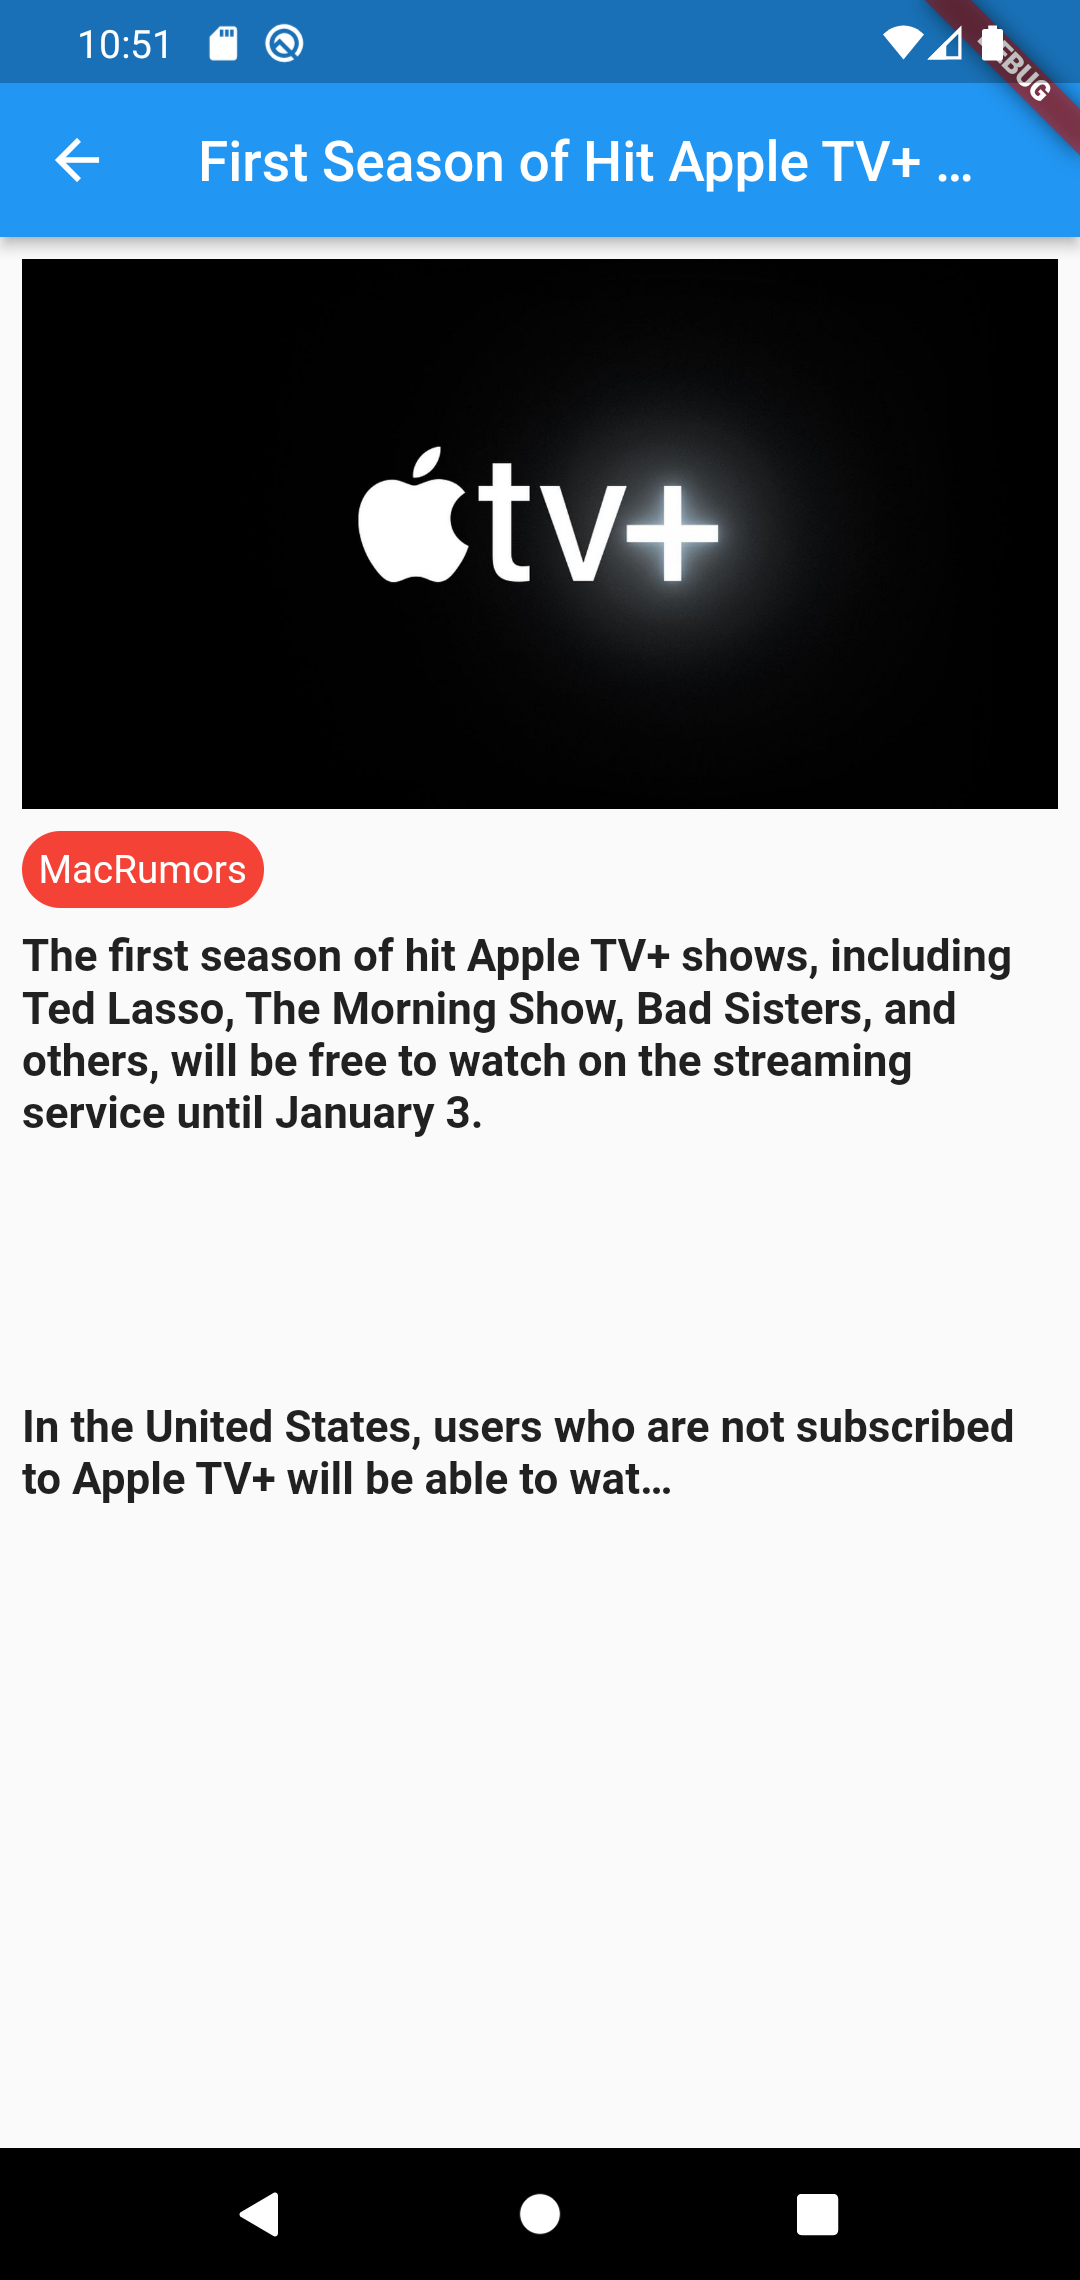 10:51
DEBUG
First Season of Hit Apple TV+ ...
tv+
MacRumors
The first season of hit Apple TV+ shows, including
Ted Lasso, The Morning Show, Bad Sisters, and
others, will be free to watch on the streaming
service until January 3.
In the United States, users who are not subscribed
to Apple TV+ will be able to wat…